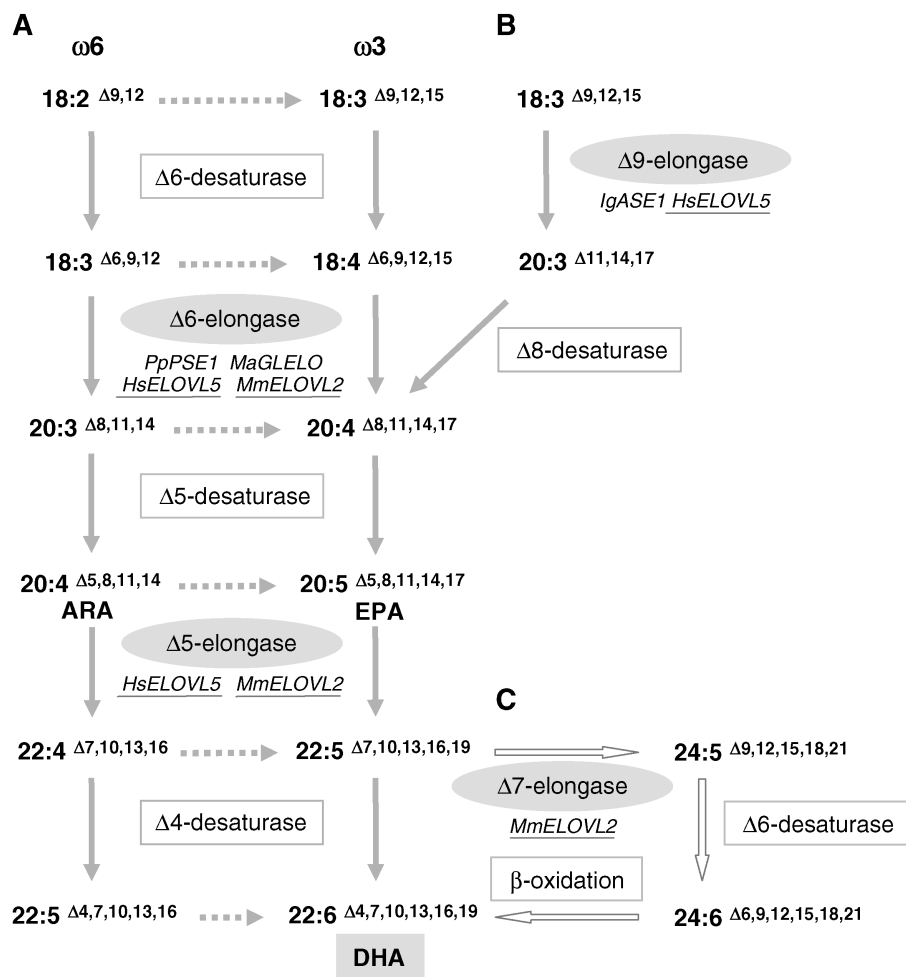 A
B
ω6
ω3
18:2 Δ9,12
18:3 Δ9,12,15
18:3 Δ9,12,15
Δ6-desaturase
Δ9-elongase
IgASE1 HsELOVL5
18:3 Δ6,9,12
18:4 Δ6,9,12,15
20:3 Δ11,14,17
Δ6-elongase
PpPSE1 MaGLELO
HsELOVL5 MmELOVL2
Δ8-desaturase
20:3 Δ8,11,14
20:4 Δ8,11,14,17
Δ5-desaturase
20:4 Δ5,8,11,14
20:5 Δ5,8,11,14,17
ARA
EPA
Δ5-elongase
HsELOVL5 MmELOVL2
C
22:4 Δ7,10,13,16
22:5 Δ7,10,13,16,19
24:5 Δ9,12,15,18,21
Δ7-elongase
MmELOVL2
Δ4-desaturase
Δ6-desaturase
β-oxidation
22:5 Δ4,7,10,13,16
22:6 Δ4,7,10,13,16,19
24:6 Δ6,9,12,15,18,21
DHA